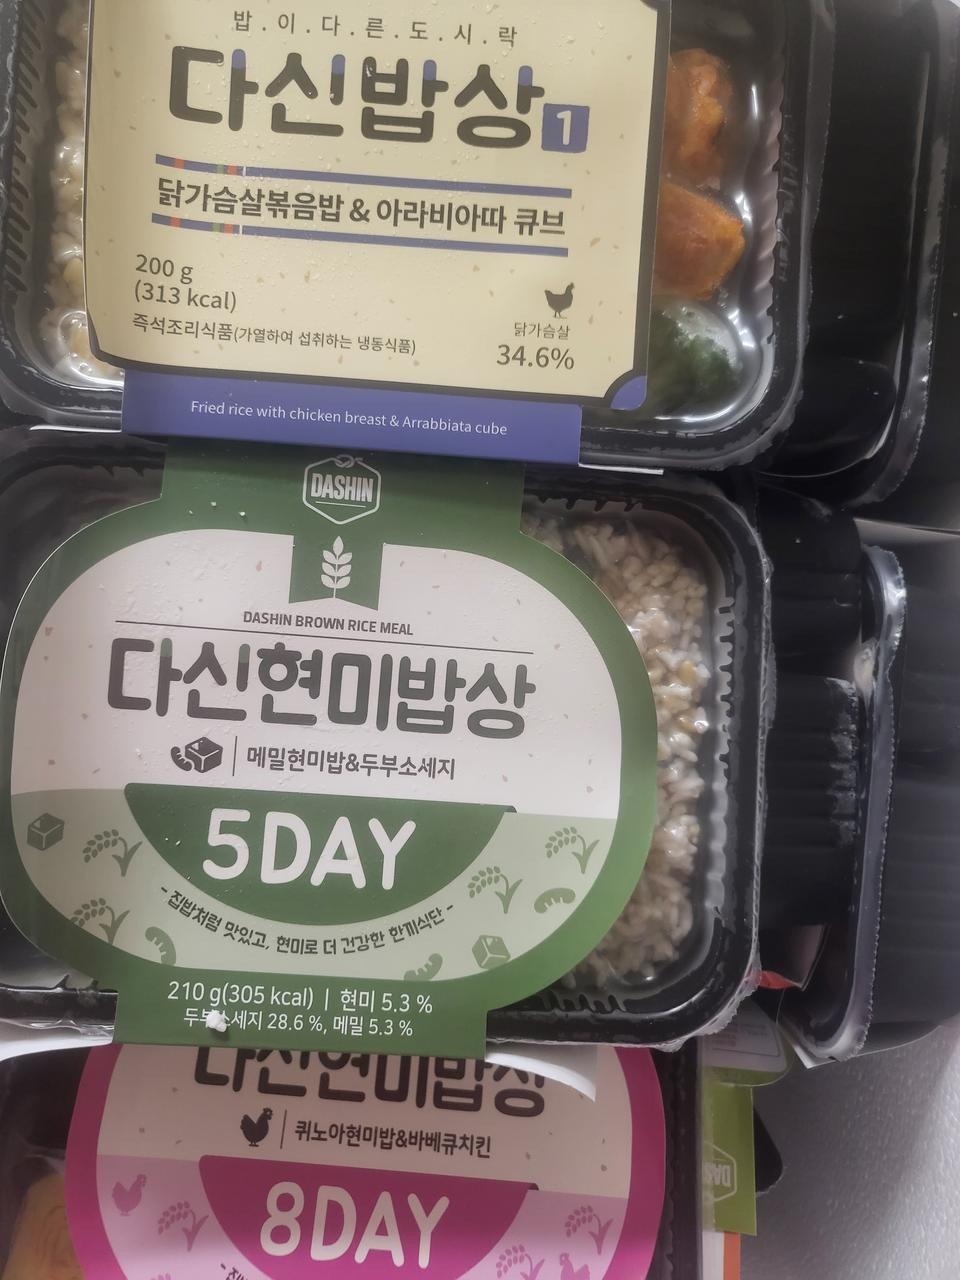 밥.이.다.른.도.시.락
다신밥상 1
닭가슴살볶음밥 & 아라비아따 큐브
200 g
(313 kcal)
즉석조리식품(가열하여 섭취하는 냉동식품)
닭가슴살
34.6%
Fried rice with chicken breast & Arrabbiata cube
DASHIN
DASHIN BROWN RICE MEAL
다신현미밥상
메밀현미밥&두부소세지
5DAY
- 집밥처럼 맛있고, 현미로 더 건강한 한끼식단 -
210 g(305 kcal) | 현미 5.3 %
두부소세지 28.6 %, 메밀 5.3 %
다신현미밥상
퀴노아현미밥&바베큐치킨
8DAY
DASHIN